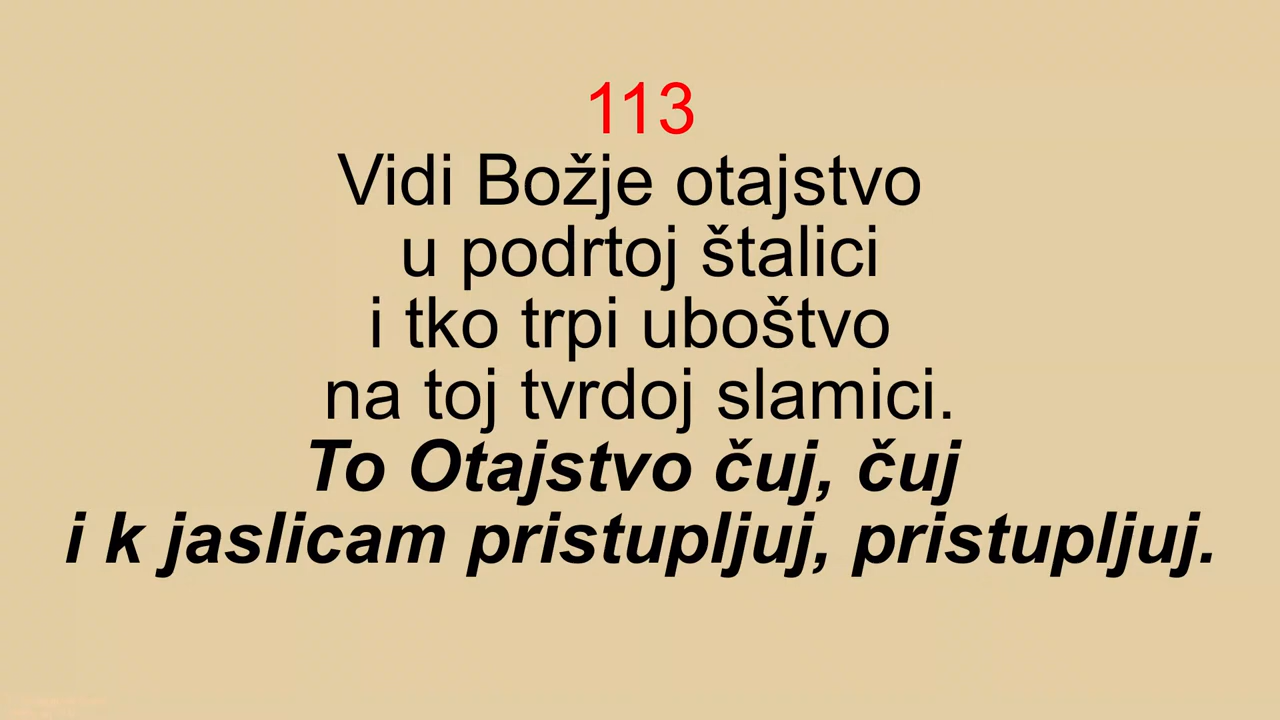 113
Vidi Božje otajstvo
u podrtoj štalici
i tko trpi uboštvo
na toj tvrdoj slamici.
To Otajstvo čuj, čuj
i k jaslicam pristupljuj, pristupljuj.